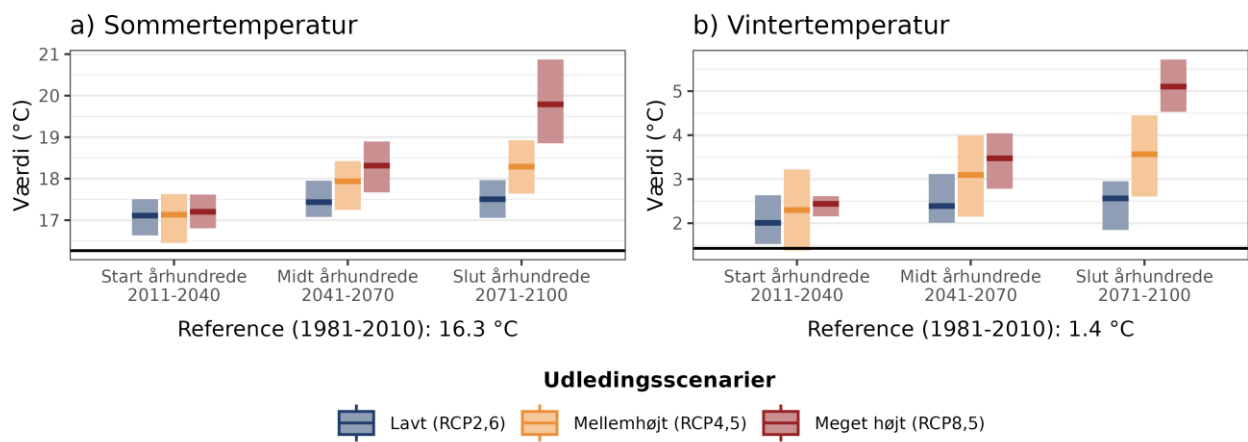 a) Sommertemperatur
Værdi (°C)
21
20
19
18
17
Start århundrede
2011-2040
Midt århundrede
2041-2070
Slut århundrede
2071-2100
Reference (1981-2010): 16.3 °C
b) Vintertemperatur
Værdi (°C)
5
4
3
2
Start århundrede
2011-2040
Midt århundrede
2041-2070
Slut århundrede
2071-2100
Reference (1981-2010): 1.4 °C
Udledingsscenarier
Lavt (RCP2,6)
Mellemhøjt (RCP4,5)
Meget højt (RCP8,5)